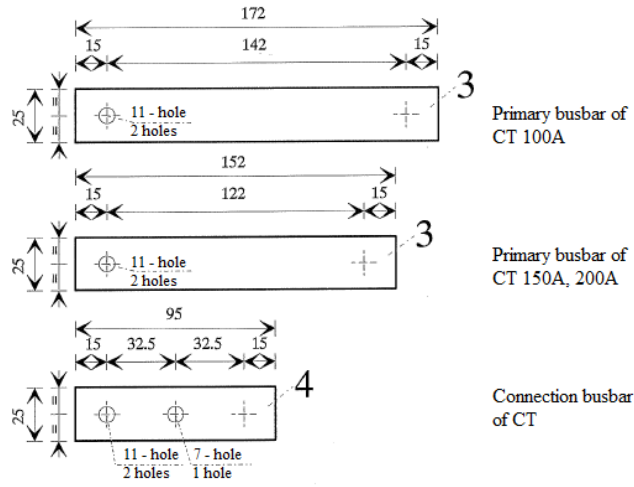 172
15
142
15
25
=
=
11 - hole
2 holes
3
Primary busbar of
CT 100A
152
15
122
15
25
=
=
11 - hole
2 holes
3
Primary busbar of
CT 150A, 200A
95
15
32.5
32.5
15
25
=
=
4
Connection busbar
of CT
11 - hole
2 holes
7 - hole
1 hole